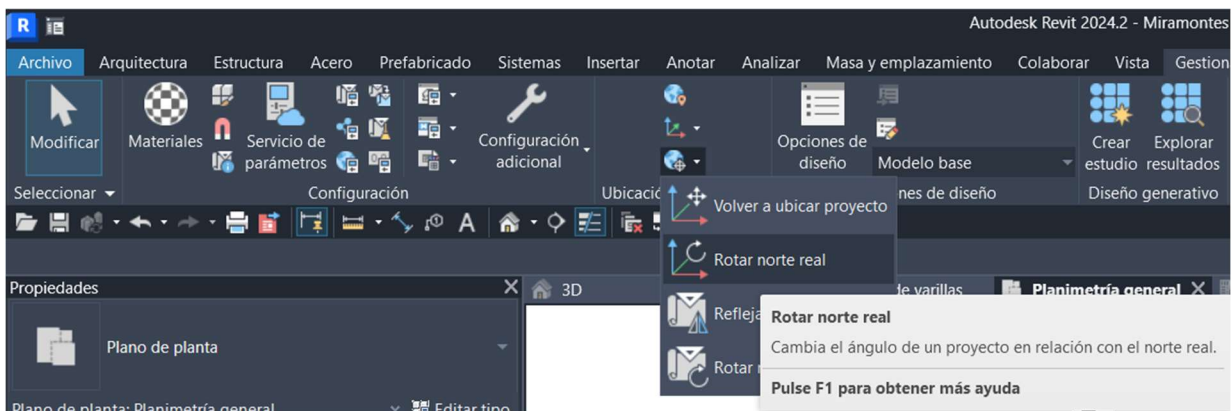 R
Autodesk Revit 2024.2 - Miramontes
Archivo Arquitectura Estructura Acero Prefabricado Sistemas Insertar Anotar Analizar Masa y emplazamiento Colaborar Vista Gestion
Modificar
Materiales
Servicio de
parámetros
Configuración
adicional
Opciones de
diseño
Modelo base
Crear
estudio
Explorar
resultados
Seleccionar Configuración Ubicació nes de diseño Diseño generativo
A
Volver a ubicar proyecto
Rotar norte real
Refleja
Rotar
Propiedades
3D
de varillas
Planimetría general
Plano de planta
Rotar norte real
Cambia el ángulo de un proyecto en relación con el norte real.
Pulse F1 para obtener más ayuda
Plano de planta: Planimetría general
Editar tipo